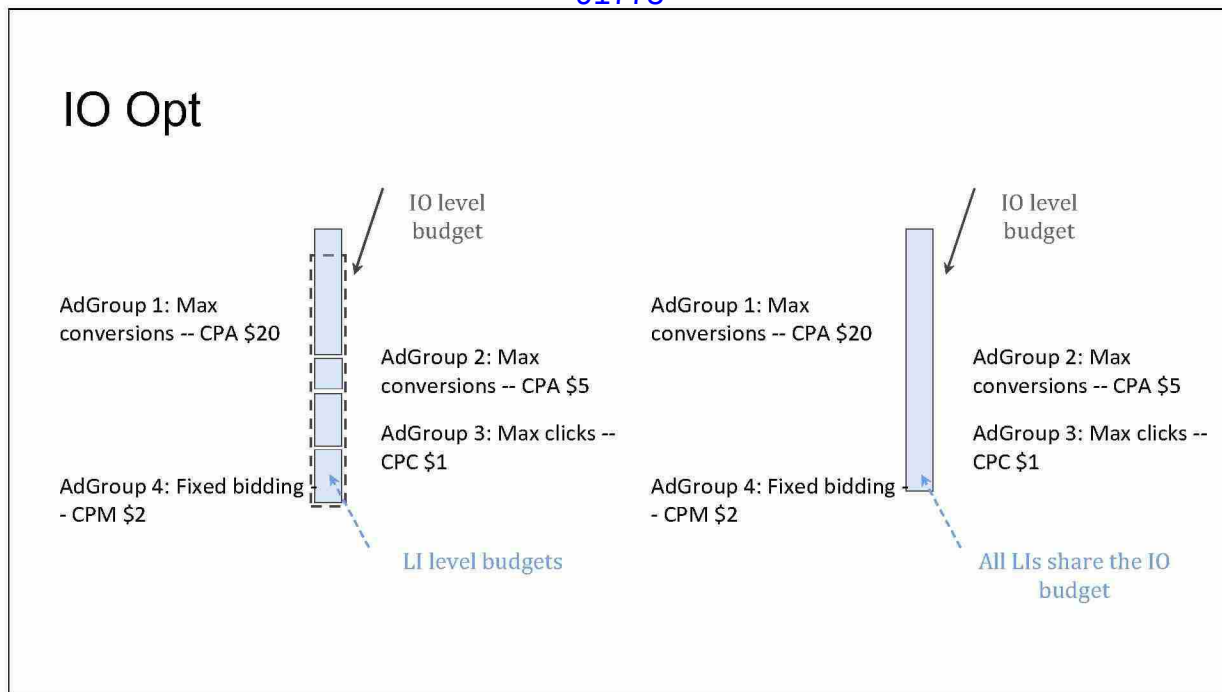 IO Opt
IO level
budget
AdGroup 1: Max
conversions -- CPA $20
AdGroup 2: Max
conversions -- CPA $5
AdGroup 3: Max clicks --
CPC $1
AdGroup 4: Fixed bidding -
- CPM $2
LI level budgets
IO level
budget
AdGroup 1: Max
conversions -- CPA $20
AdGroup 2: Max
conversions -- CPA $5
AdGroup 3: Max clicks --
CPC $1
AdGroup 4: Fixed bidding -
- CPM $2
All LIs share the IO
budget